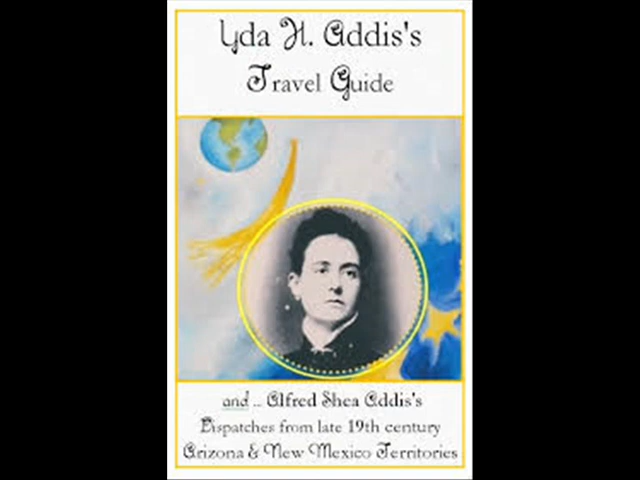 Yda H. Addis's
Travel Guide
and .. Alfred Shea Addis's
Dispatches from late 19th century
Arizona & New Mexico Territories